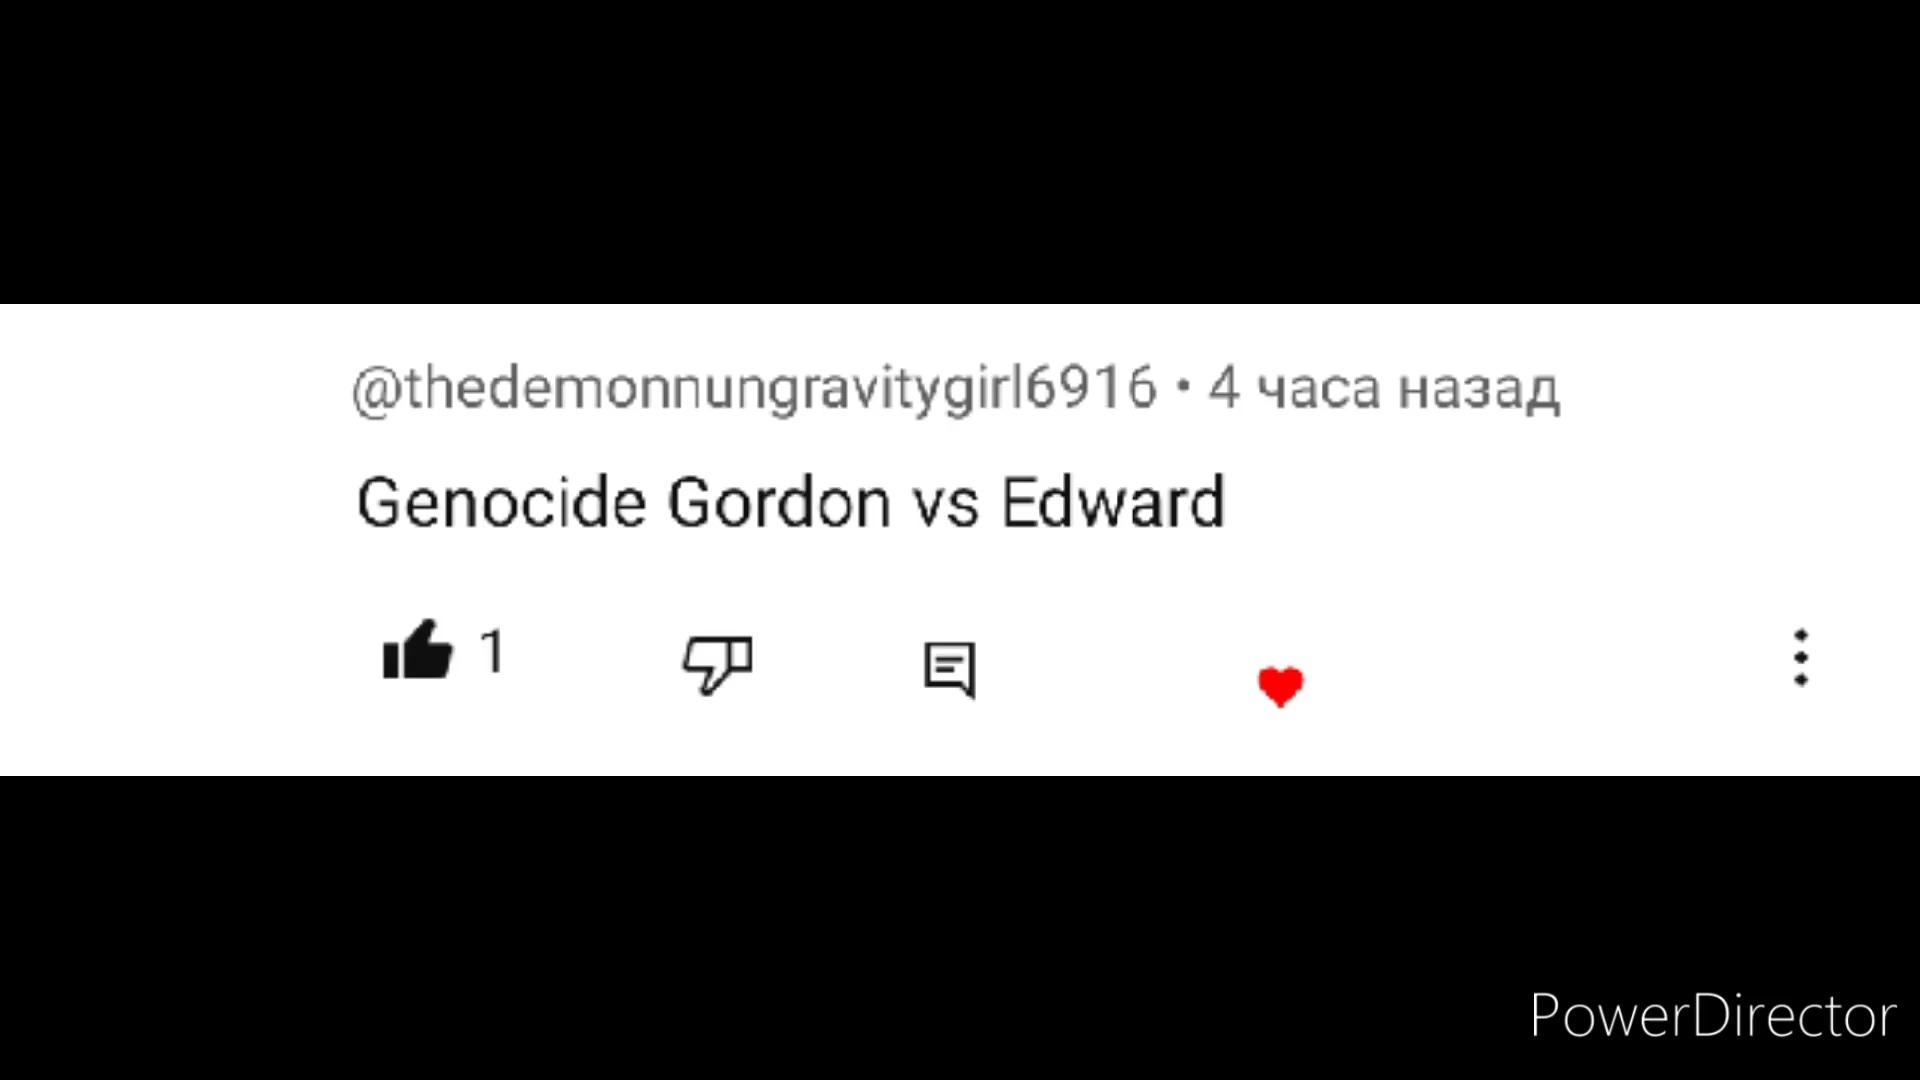 @thedemonnungravitygirl6916 • 4 часа назад
Genocide Gordon vs Edward
1
PowerDirector